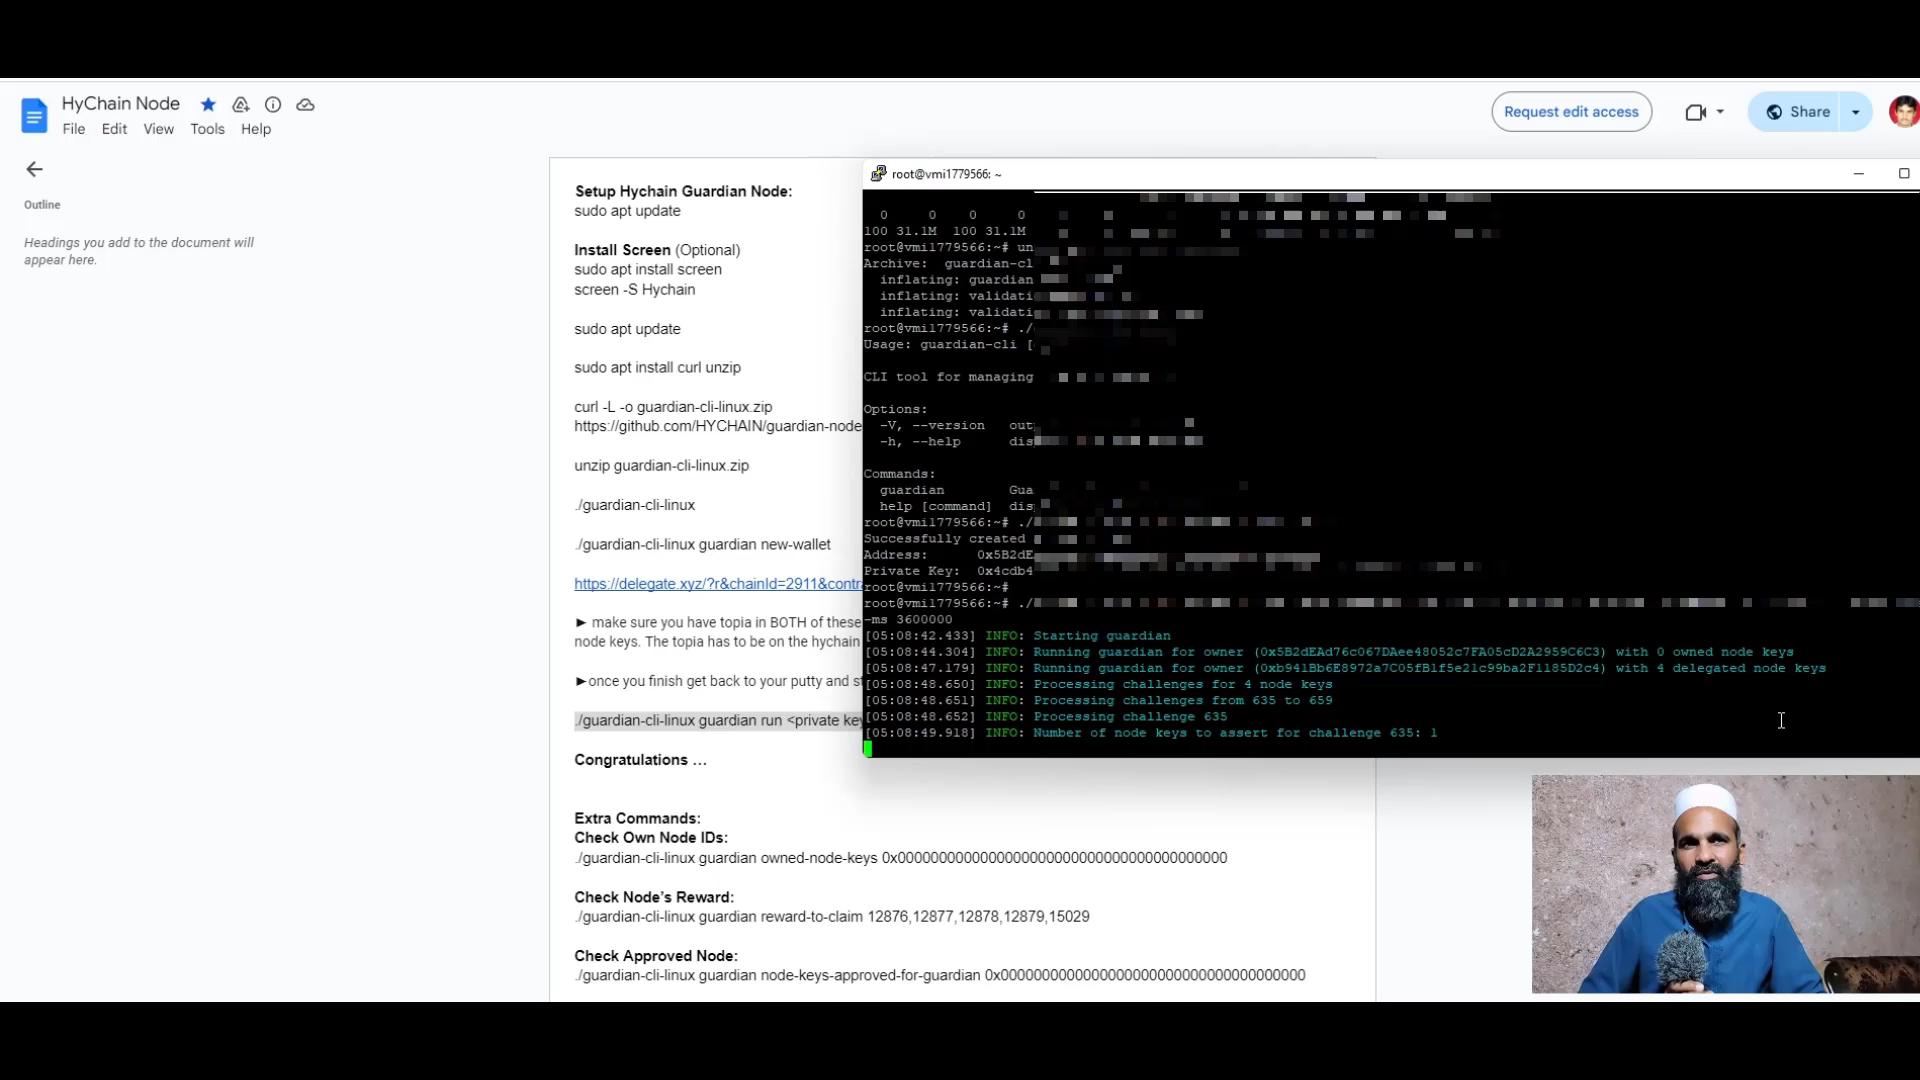 HyChain Node
File Edit View Tools Help
Request edit access
Share
Outline
Headings you add to the document will
appear here.
Setup Hychain Guardian Node:
sudo apt update
Install Screen (Optional)
sudo apt install screen
screen -S Hychain
sudo apt update
sudo apt install curl unzip
curl -L -o guardian-cli-linux.zip
https://github.com/HYCHAIN/guardian-node
unzip guardian-cli-linux.zip
./guardian-cli-linux
./guardian-cli-linux guardian new-wallet
https://delegate.xyz/?r&chainId=2911&contr
► make sure you have topia in BOTH of these
node keys. The topia has to be on the hychain
►once you finish get back to your putty and st
./guardian-cli-linux guardian run <private key
Congratulations …
Extra Commands:
Check Own Node IDs:
./guardian-cli-linux guardian owned-node-keys 0x0000000000000000000000000000000000000000
Check Node’s Reward:
./guardian-cli-linux guardian reward-to-claim 12876,12877,12878,12879,15029
Check Approved Node:
./guardian-cli-linux guardian node-keys-approved-for-guardian 0x0000000000000000000000000000000000000000
root@vmi1779566: ~
0 0 0 0
100 31.1M 100 31.1M
root@vmi1779566:~# un
Archive: guardian-cl
inflating: guardian
inflating: validati
inflating: validati
root@vmi1779566:~# ./
Usage: guardian-cli [
CLI tool for managing
Options:
-V, --version out
-h, --help dis
Commands:
guardian Gua
help [command] dis
root@vmi1779566:~# ./
Successfully created
Address: 0x5B2dE
Private Key: 0x4cdb4
root@vmi1779566:~#
root@vmi1779566:~# ./
-ms 3600000
[05:08:42.433] INFO: Starting guardian
[05:08:44.304] INFO: Running guardian for owner (0x5B2dEAd76c067DAee48052c7FA05cD2A2959C6C3) with 0 owned node keys
[05:08:47.179] INFO: Running guardian for owner (0xb941Bb6E8972a7C05fB1f5e21c99ba2F1185D2c4) with 4 delegated node keys
[05:08:48.650] INFO: Processing challenges for 4 node keys
[05:08:48.651] INFO: Processing challenges from 635 to 659
[05:08:48.652] INFO: Processing challenge 635
[05:08:49.918] INFO: Number of node keys to assert for challenge 635: 1